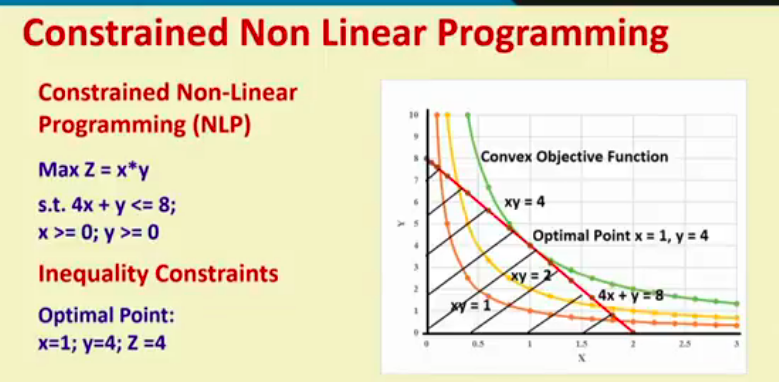 Constrained Non Linear Programming
Constrained Non-Linear
Programming (NLP)
Max Z = x*y
s.t. 4x + y <= 8;
x >= 0; y >= 0
Inequality Constraints
Optimal Point:
x=1; y=4; Z =4
10
9
8
7
6
5
4
3
2
1
0
Y
Convex Objective Function
xy = 4
Optimal Point x = 1, y = 4
xy = 2
4x + y = 8
xy = 1
0
0.5
1
1.5
2
2.5
3
X